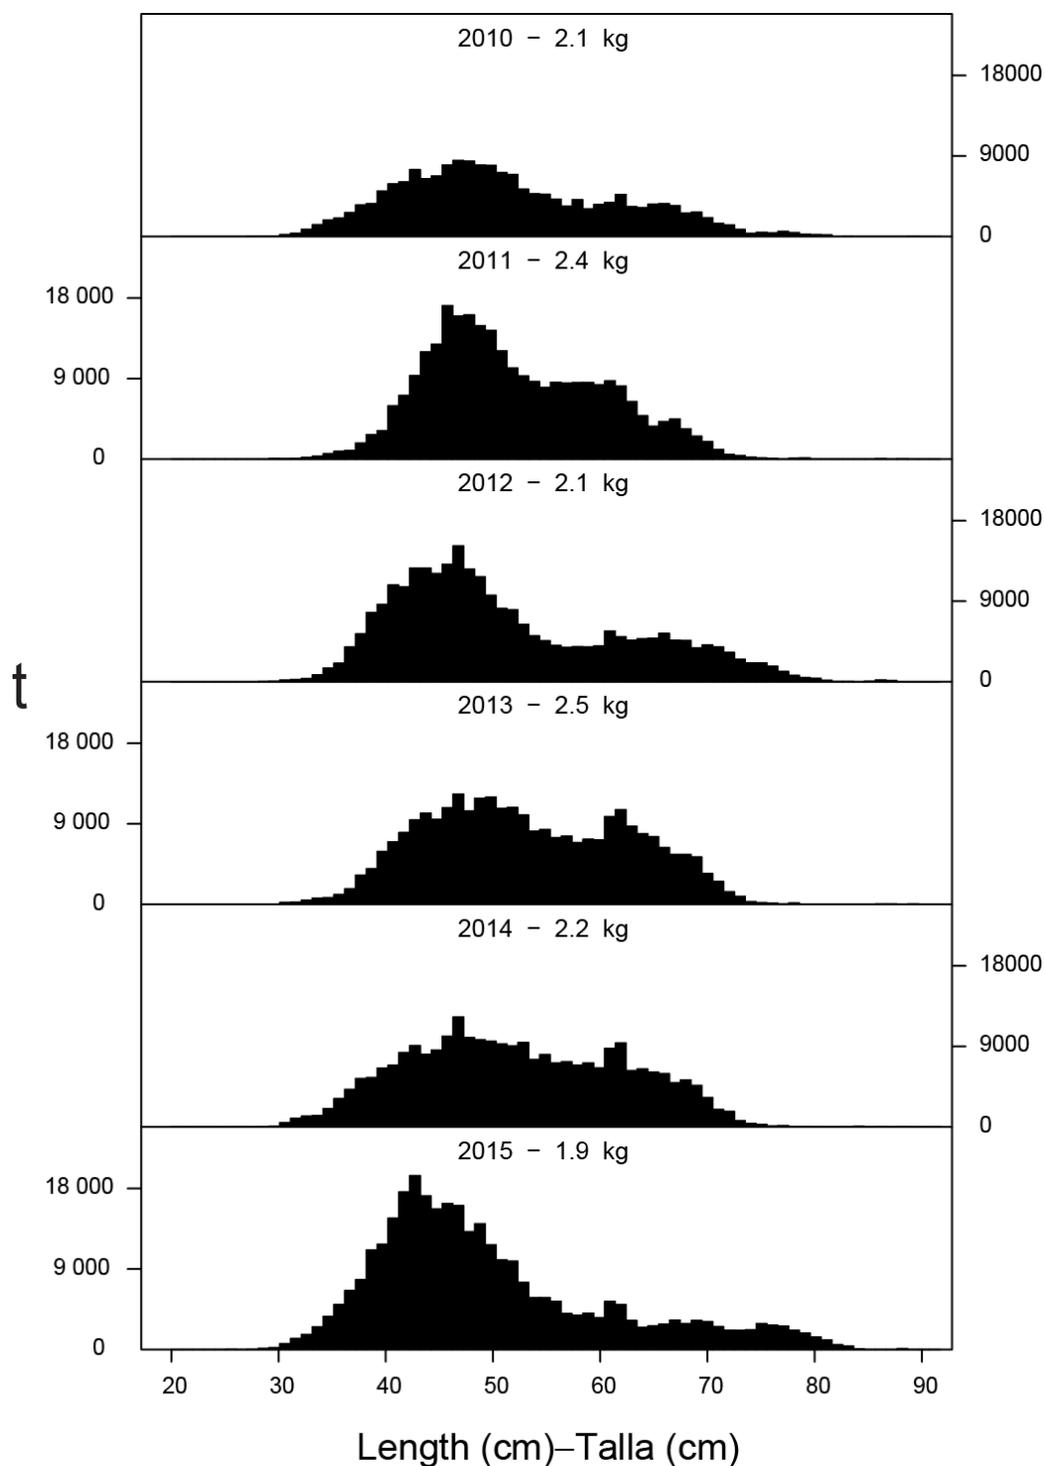 2010 − 2.1 kg
18000
9000
0
2011 − 2.4 kg
18 000
9 000
0
2012 − 2.1 kg
18000
9000
0
t
2013 − 2.5 kg
18 000
9 000
0
2014 − 2.2 kg
18000
9000
0
2015 − 1.9 kg
18 000
9 000
0
20 30 40 50 60 70 80 90
Length (cm)–Talla (cm)